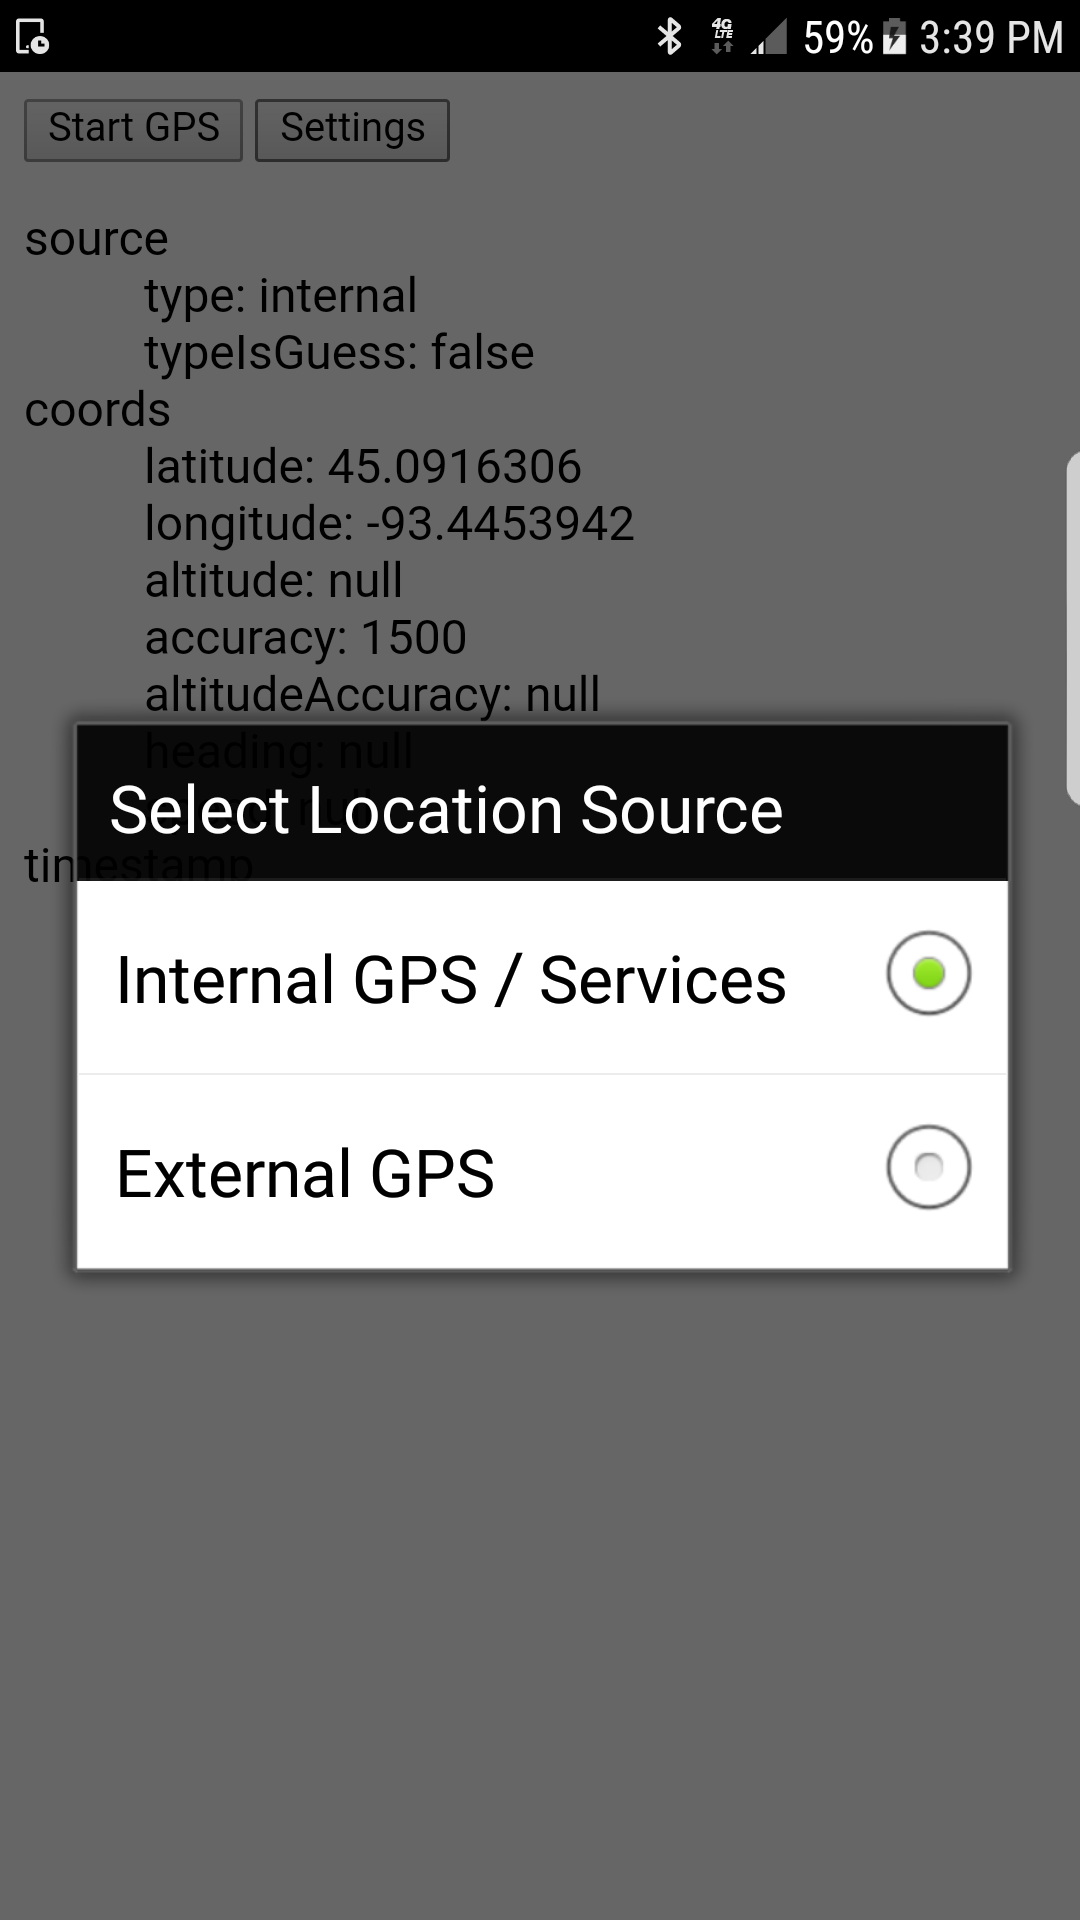 4G LTE 59% 3:39 PM
Start GPS Settings
source
type: internal
typeIsGuess: false
coords
latitude: 45.0916306
longitude: -93.4453942
altitude: null
accuracy: 1500
altitudeAccuracy: null
heading: null
null
timestamp
Select Location Source
Internal GPS / Services
External GPS